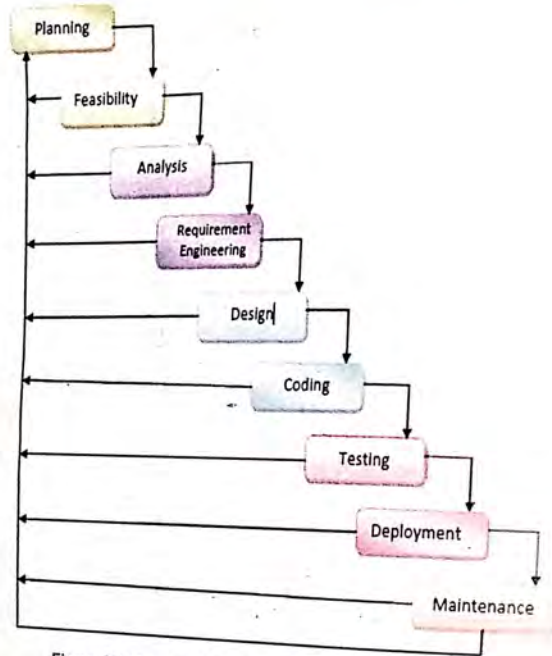 Planning
Feasibility
Analysis
Requirement
Engineering
Design
Coding
Testing
Deployment
Maintenance